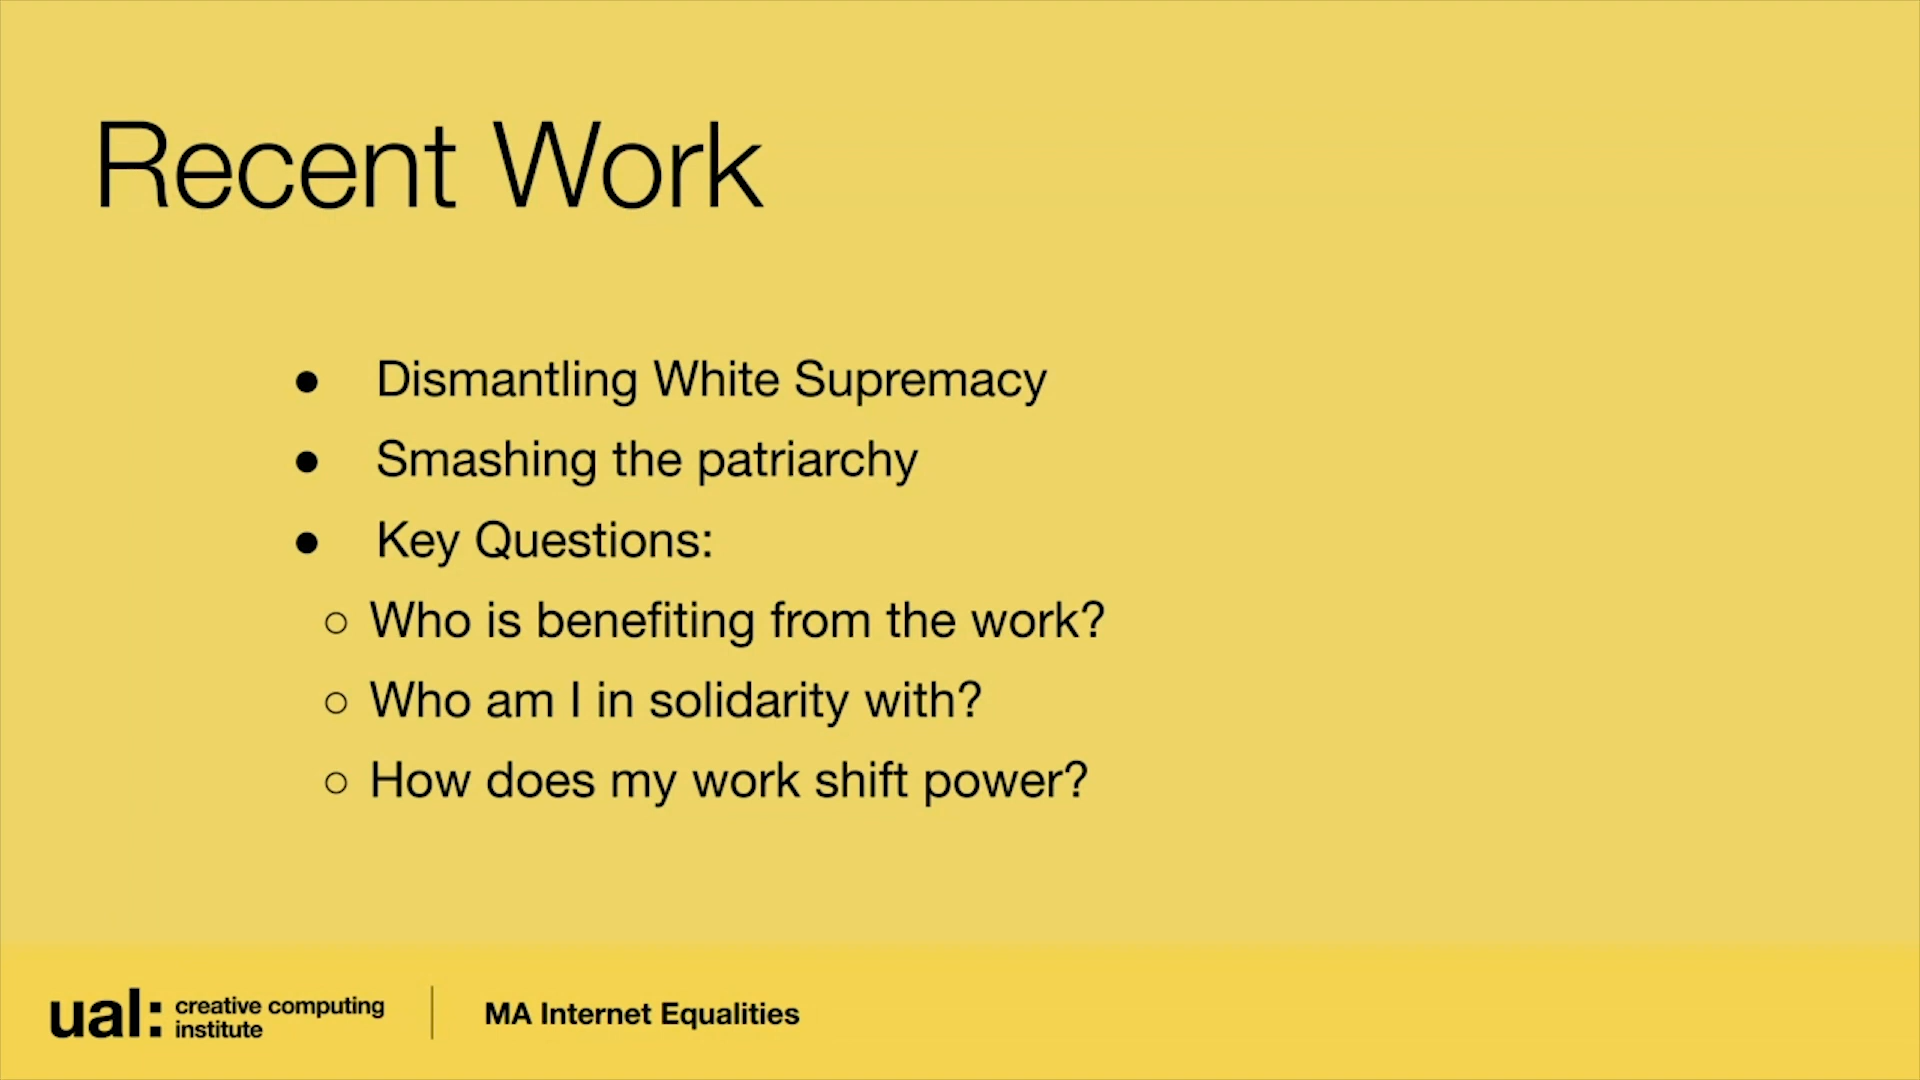 Recent Work
● Dismantling White Supremacy
● Smashing the patriarchy
● Key Questions:
○ Who is benefiting from the work?
○ Who am I in solidarity with?
○ How does my work shift power?
ual: creative computing
institute
MA Internet Equalities